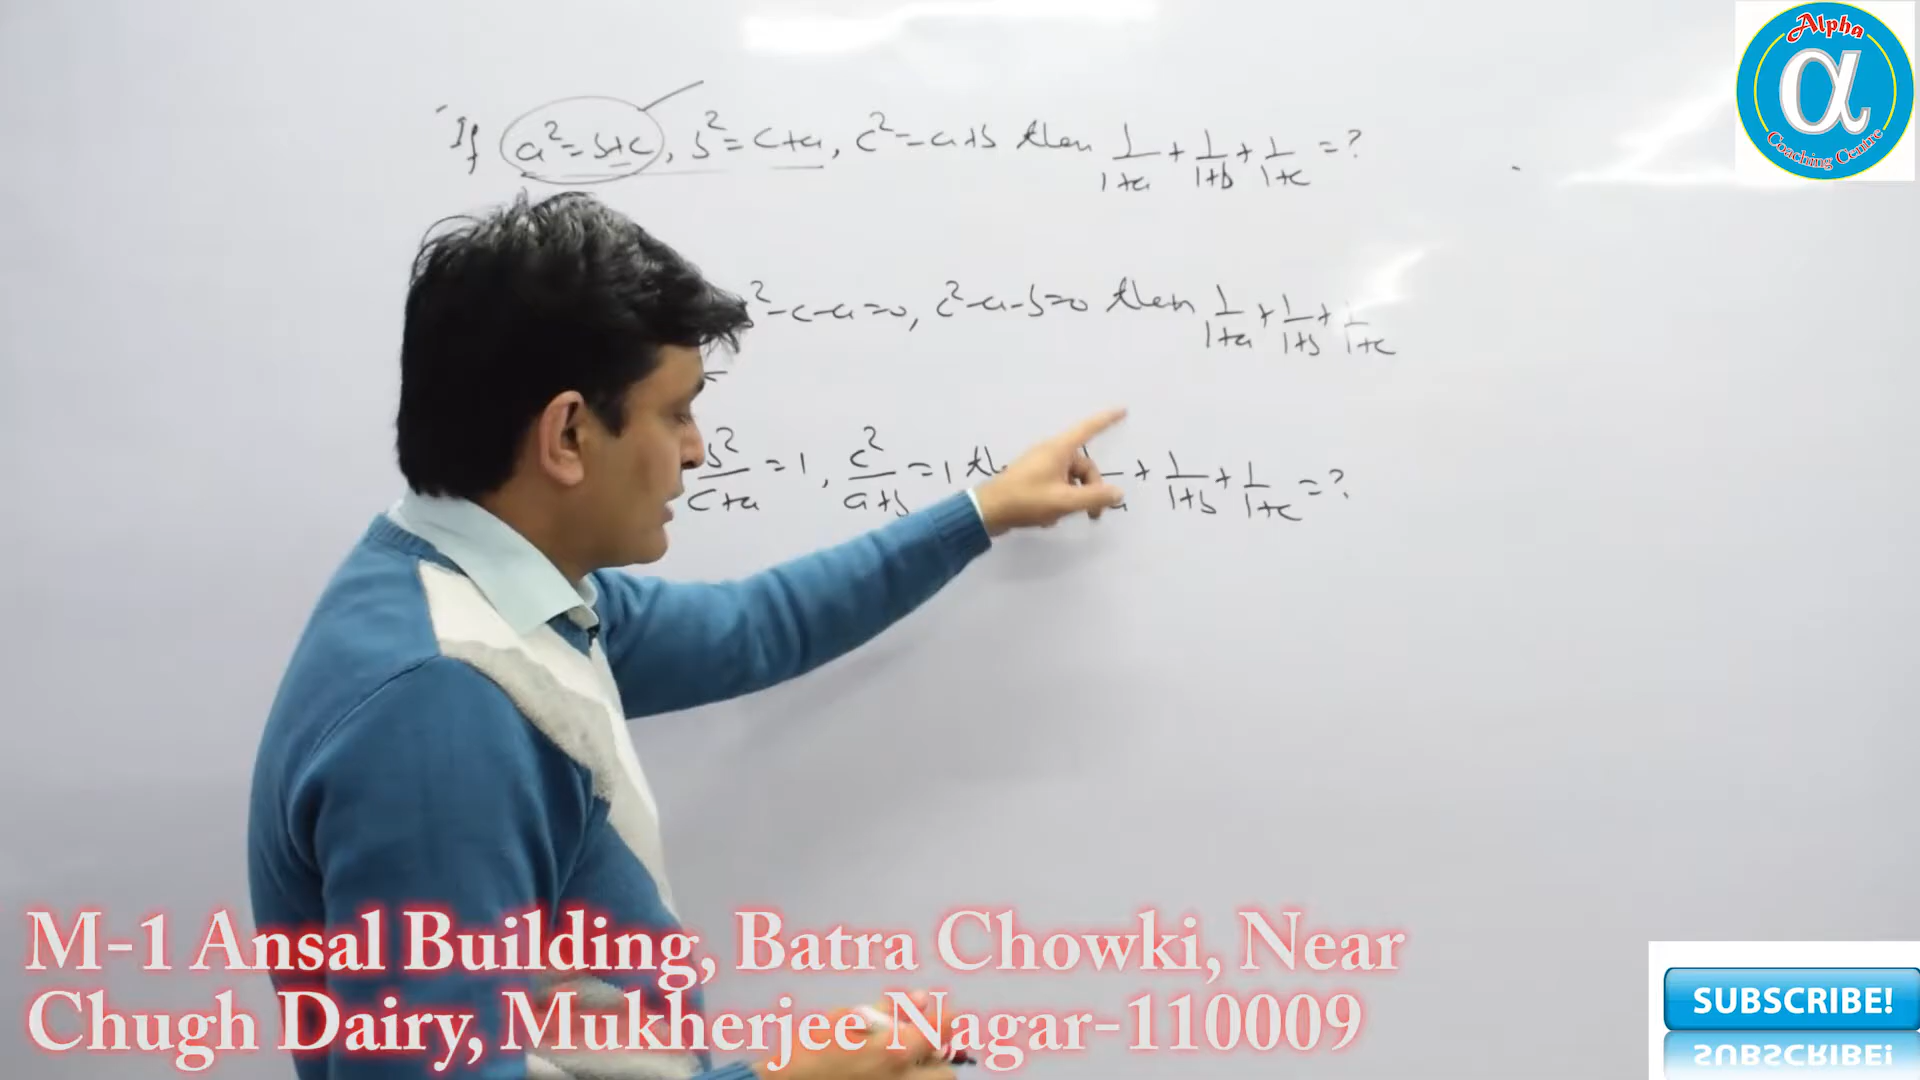 If a²=b+c, b²=c+a, c²=a+b then 1/(1+a) + 1/(1+b) + 1/(1+c) =?
²-c-a=0, c²-a-b=0 then 1/(1+a) + 1/(1+b) + 1/(1+c)
b²/(c+a) =1, c²/(a+b) =1 + 1/(1+b) + 1/(1+c) =?
Alpha
α
Coaching Centre
M-1 Ansal Building, Batra Chowki, Near
Chugh Dairy, Mukherjee Nagar-110009
SUBSCRIBE!